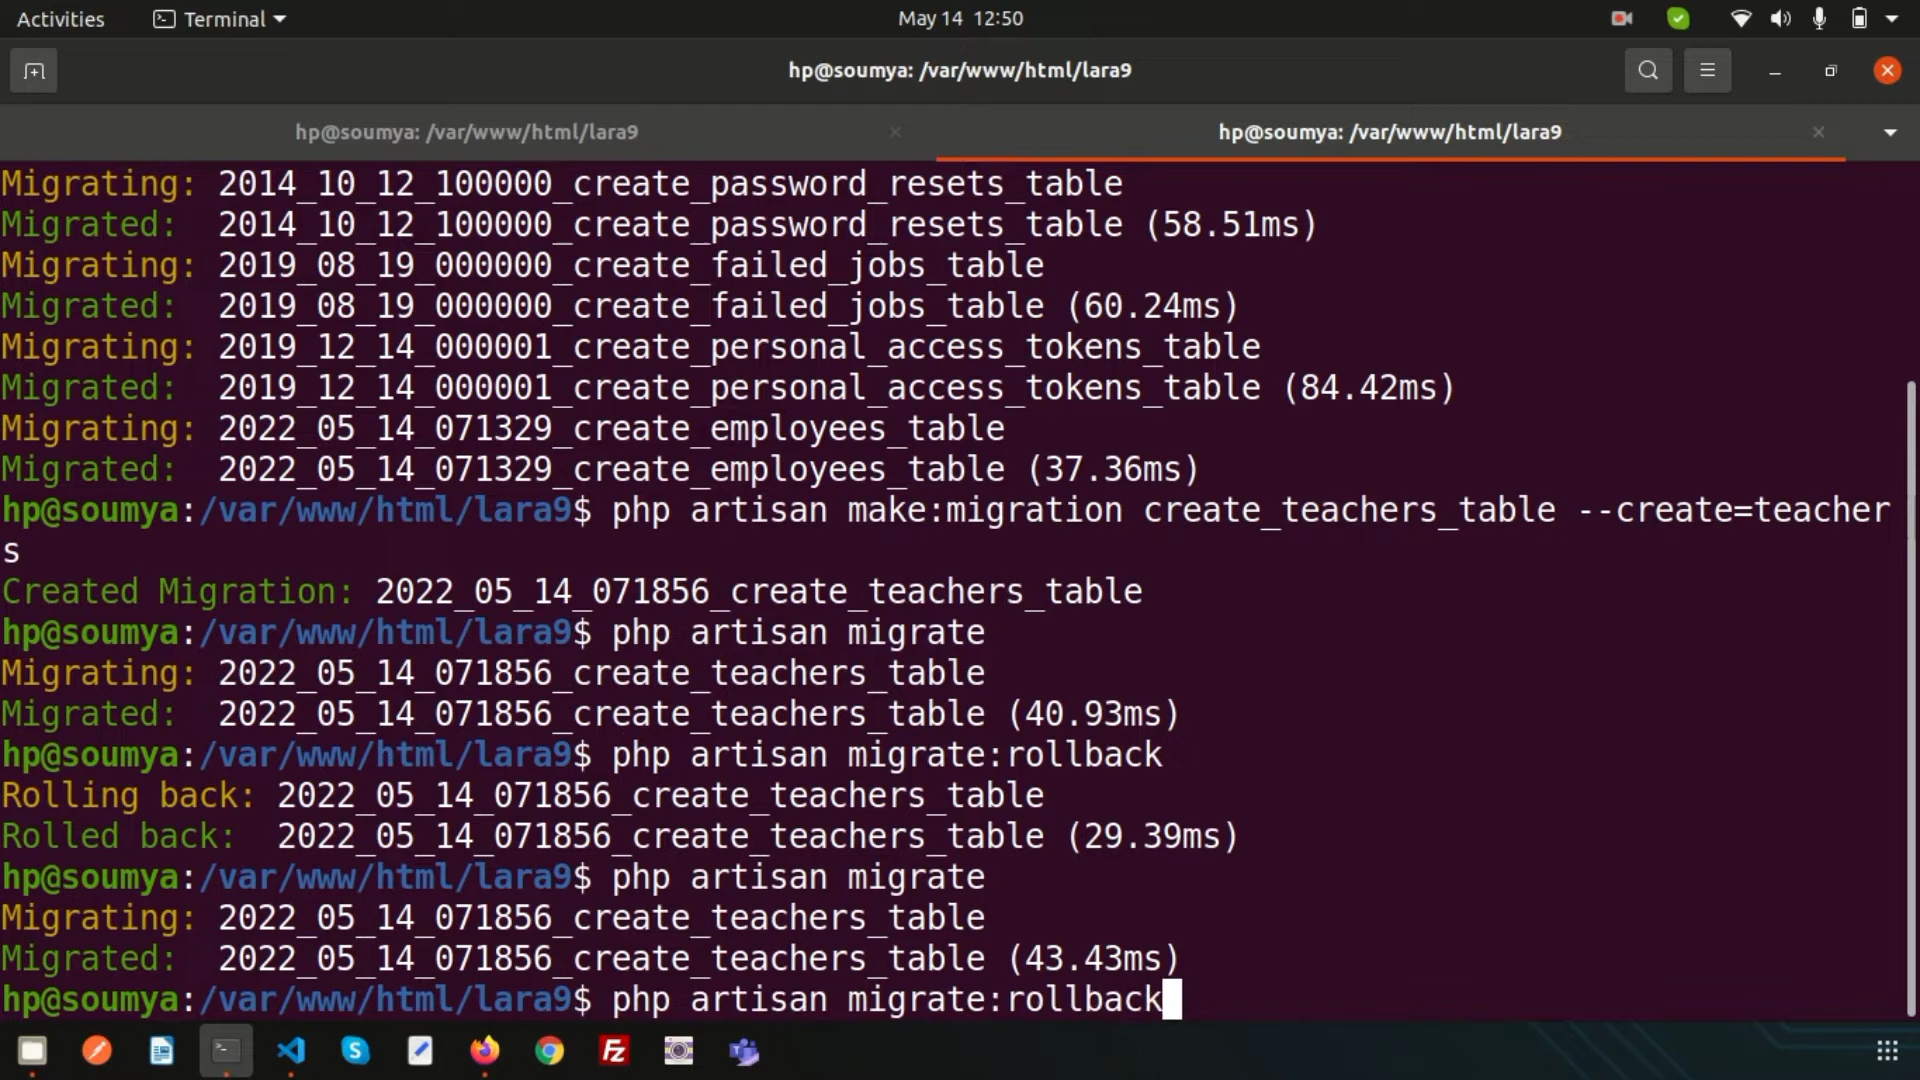 Activities
Terminal
May 14 12:50
hp@soumya: /var/www/html/lara9
hp@soumya: /var/www/html/lara9
hp@soumya: /var/www/html/lara9
Migrating: 2014_10_12_100000_create_password_resets_table
Migrated:  2014_10_12_100000_create_password_resets_table (58.51ms)
Migrating: 2019_08_19_000000_create_failed_jobs_table
Migrated:  2019_08_19_000000_create_failed_jobs_table (60.24ms)
Migrating: 2019_12_14_000001_create_personal_access_tokens_table
Migrated:  2019_12_14_000001_create_personal_access_tokens_table (84.42ms)
Migrating: 2022_05_14_071329_create_employees_table
Migrated:  2022_05_14_071329_create_employees_table (37.36ms)
hp@soumya:/var/www/html/lara9$ php artisan make:migration create_teachers_table --create=teacher
s
Created Migration: 2022_05_14_071856_create_teachers_table
hp@soumya:/var/www/html/lara9$ php artisan migrate
Migrating: 2022_05_14_071856_create_teachers_table
Migrated:  2022_05_14_071856_create_teachers_table (40.93ms)
hp@soumya:/var/www/html/lara9$ php artisan migrate:rollback
Rolling back: 2022_05_14_071856_create_teachers_table
Rolled back:  2022_05_14_071856_create_teachers_table (29.39ms)
hp@soumya:/var/www/html/lara9$ php artisan migrate
Migrating: 2022_05_14_071856_create_teachers_table
Migrated:  2022_05_14_071856_create_teachers_table (43.43ms)
hp@soumya:/var/www/html/lara9$ php artisan migrate:rollback